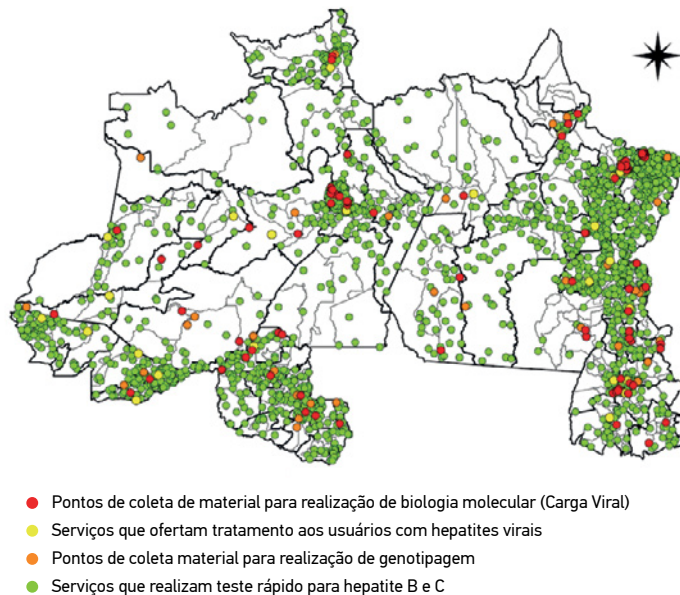 Pontos de coleta de material para realização de biologia molecular (Carga Viral)
Serviços que ofertam tratamento aos usuários com hepatites virais
Pontos de coleta material para realização de genotipagem
Serviços que realizam teste rápido para hepatite B e C